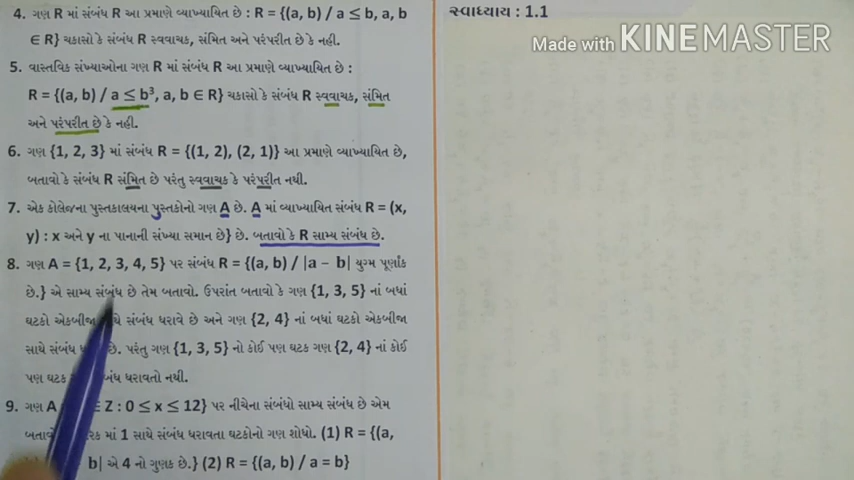 4. ગણ R માં સંબંધ R આ પ્રમાણે વ્યાખ્યાયિત છે : R = {(a, b) / a ≤ b, a, b
∈ R} ચકાસો કે સંબંધ R સ્વવાચક, સંમિત અને પરંપરીત છે કે નહી.
5. વાસ્તવિક સંખ્યાઓના ગણ R માં સંબંધ R આ પ્રમાણે વ્યાખ્યાયિત છે :
R = {(a, b) / a ≤ b³, a, b ∈ R} ચકાસો કે સંબંધ R સ્વવાચક, સંમિત
અને પરંપરીત છે કે નહી.
6. ગણ {1, 2, 3} માં સંબંધ R = {(1, 2), (2, 1)} આ પ્રમાણે વ્યાખ્યાયિત છે,
બતાવો કે સંબંધ R સંમિત છે પરંતુ સ્વવાચક કે પરંપરીત નથી.
7. એક કોલેજના પુસ્તકાલયના પુસ્તકોનો ગણ A છે. A માં વ્યાખ્યાયિત સંબંધ R = (x,
y) : x અને y ના પાનાની સંખ્યા સમાન છે} છે. બતાવો કે R સામ્ય સંબંધ છે.
8. ગણ A = {1, 2, 3, 4, 5} પર સંબંધ R = {(a, b) / |a – b| યુગ્મ પૂર્ણાંક
છે.} એ સામ્ય સંબંધ છે તેમ બતાવો. ઉપરાંત બતાવો કે ગણ {1, 3, 5} નાં બધાં
ઘટકો એકબીજા સાથે સંબંધ ધરાવે છે અને ગણ {2, 4} નાં બધાં ઘટકો એકબીજા
સાથે સંબંધ છે. પરંતુ ગણ {1, 3, 5} નો કોઈ પણ ઘટક ગણ {2, 4} નાં કોઈ
પણ ઘટક સંબંધ ધરાવતો નથી.
9. ગણ A Z : 0 ≤ x ≤ 12} પર નીચેના સંબંધો સામ્ય સંબંધ છે એમ
બતાવો માં 1 સાથે સંબંધ ધરાવતા ઘટકોનો ગણ શોધો. (1) R = {(a,
b| એ 4 નો ગુણક છે.} (2) R = {(a, b) / a = b}
સ્વાધ્યાય : 1.1
Made with KINEMASTER